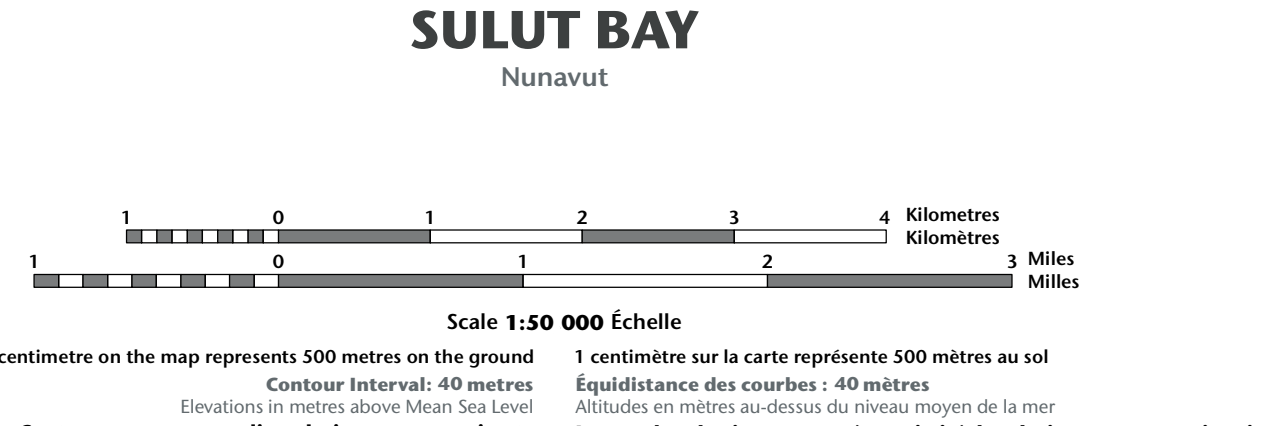 SULUT BAY
Nunavut
1 0 1 2 3 4 Kilometres
Kilomètres
1 0 1 2 3 Miles
Milles
Scale 1:50 000 Échelle
centimetre on the map represents 500 metres on the ground
1 centimètre sur la carte représente 500 mètres au sol
Contour Interval: 40 metres
Équidistance des courbes : 40 mètres
Elevations in metres above Mean Sea Level
Altitudes en mètres au-dessus du niveau moyen de la mer